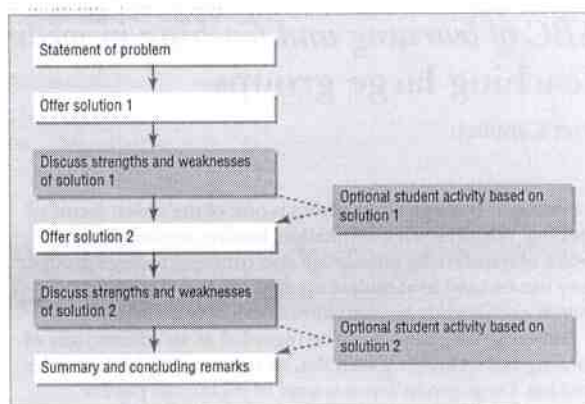 Statement of problem
Offer solution 1
Discuss strengths and weaknesses
of solution 1
Optional student activity based on
solution 1
Offer solution 2
Discuss strengths and weaknesses
of solution 2
Optional student activity based on
solution 2
Summary and concluding remarks